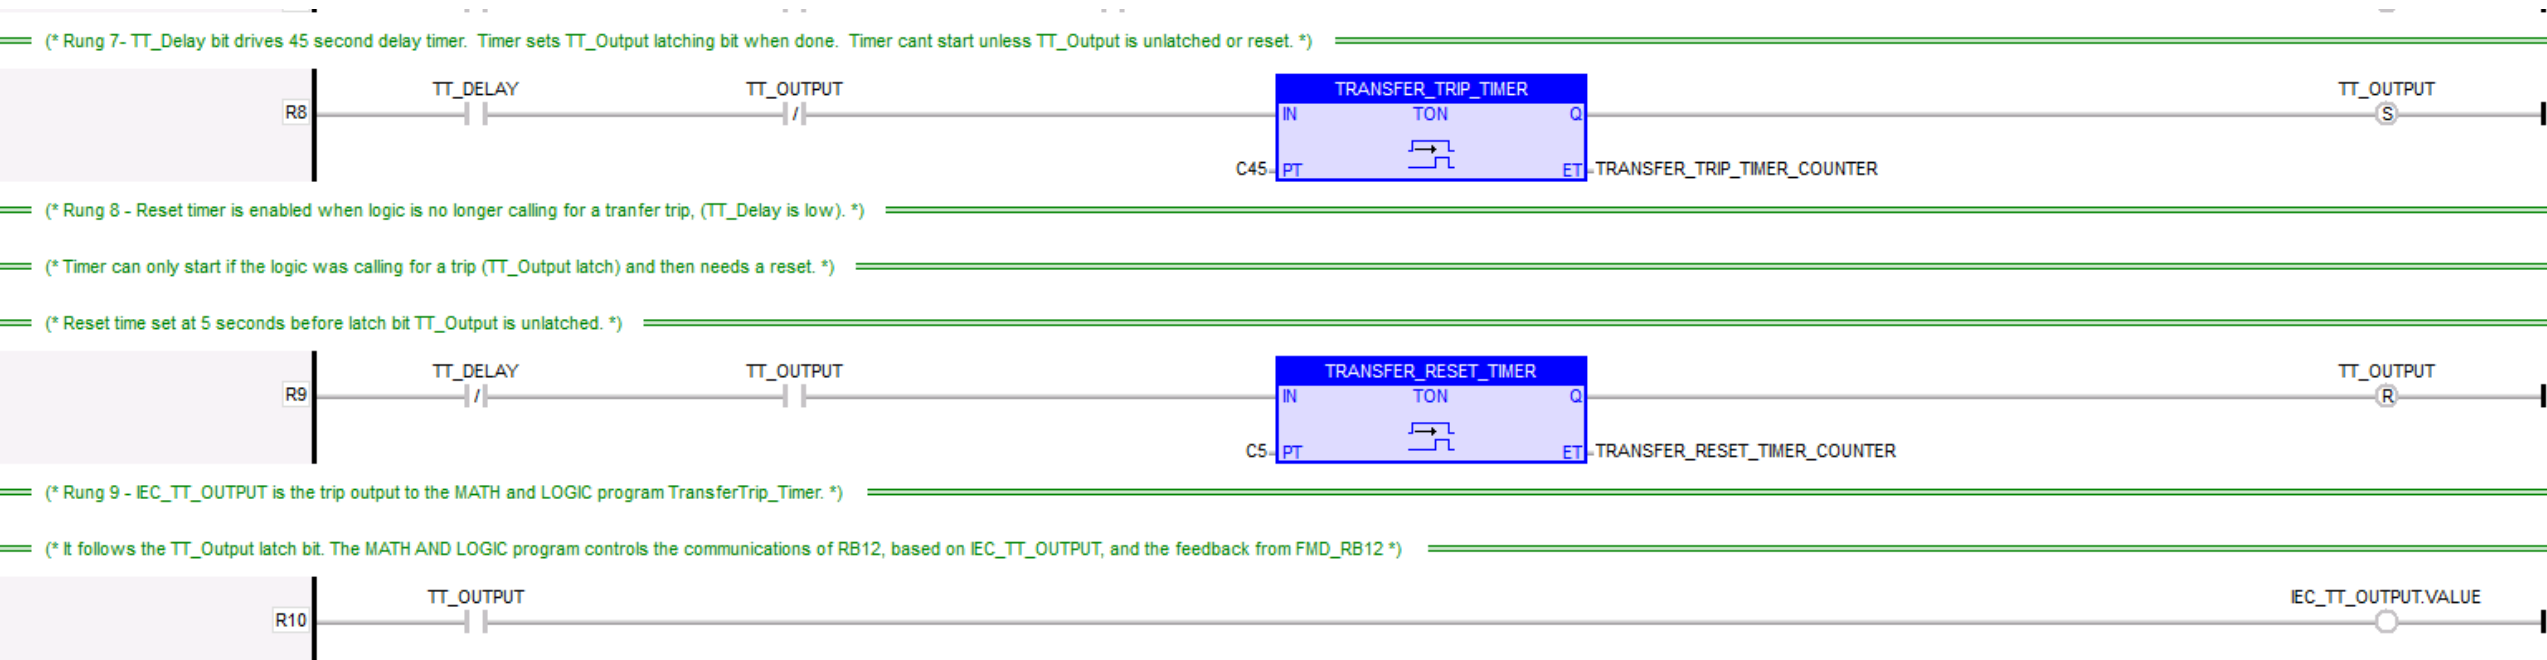 (* Rung 7- TT_Delay bit drives 45 second delay timer.  Timer sets TT_Output latching bit when done.  Timer cant start unless TT_Output is unlatched or reset. *)
TT_DELAY TT_OUTPUT TRANSFER_TRIP_TIMER TT_OUTPUT
R8 / IN TON Q S
C45 PT ET TRANSFER_TRIP_TIMER_COUNTER
(* Rung 8 - Reset timer is enabled when logic is no longer calling for a tranfer trip, (TT_Delay is low). *)
(* Timer can only start if the logic was calling for a trip (TT_Output latch) and then needs a reset. *)
(* Reset time set at 5 seconds before latch bit TT_Output is unlatched. *)
TT_DELAY TT_OUTPUT TRANSFER_RESET_TIMER TT_OUTPUT
R9 / IN TON Q R
C5 PT ET TRANSFER_RESET_TIMER_COUNTER
(* Rung 9 - IEC_TT_OUTPUT is the trip output to the MATH and LOGIC program TransferTrip_Timer. *)
(* It follows the TT_Output latch bit. The MATH AND LOGIC program controls the communications of RB12, based on IEC_TT_OUTPUT, and the feedback from FMD_RB12 *)
TT_OUTPUT IEC_TT_OUTPUT.VALUE
R10